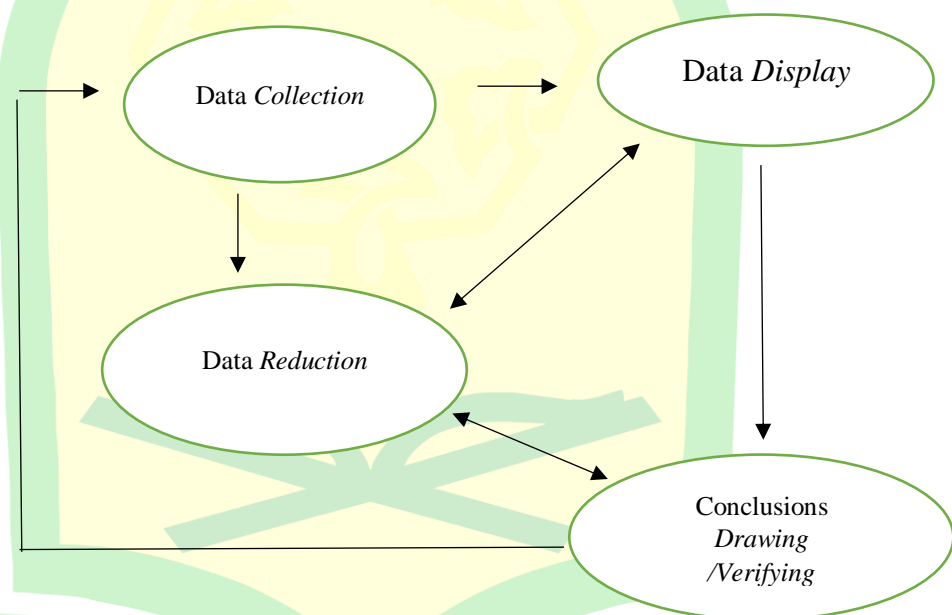 Data Collection
Data Display
Data Reduction
Conclusions
Drawing
/Verifying